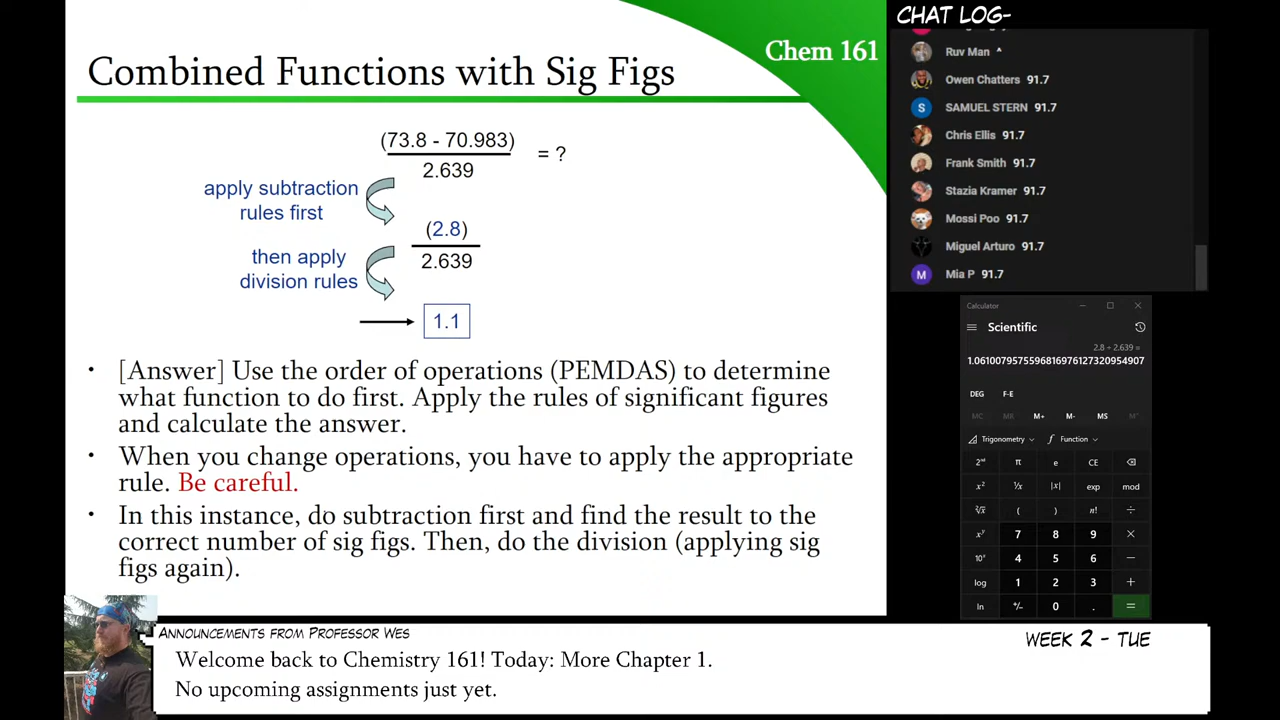 Combined Functions with Sig Figs
Chem 161
(73.8 - 70.983)
2.639
= ?
apply subtraction
rules first
(2.8)
2.639
then apply
division rules
1.1
• [Answer] Use the order of operations (PEMDAS) to determine
what function to do first. Apply the rules of significant figures
and calculate the answer.
• When you change operations, you have to apply the appropriate
rule. Be careful.
• In this instance, do subtraction first and find the result to the
correct number of sig figs. Then, do the division (applying sig
figs again).
CHAT LOG-
Ruv Man ^
Owen Chatters 91.7
S SAMUEL STERN 91.7
Chris Ellis 91.7
Frank Smith 91.7
Stazia Kramer 91.7
Mossi Poo 91.7
Miguel Arturo 91.7
M Mia P 91.7
Calculator
Scientific
2.8 ÷ 2.639 =
1.0610079575596816976127320954907
DEG F-E
MC MR M+ M- MS M˅
Trigonometry Function
2ⁿᵈ π e CE
x² ¹/x |x| exp mod
²√x ( ) n! ÷
xʸ 7 8 9 ×
10ˣ 4 5 6 −
log 1 2 3 +
ln +/- 0 . =
ANNOUNCEMENTS FROM PROFESSOR WES
WEEK 2 - TUE
Welcome back to Chemistry 161! Today: More Chapter 1.
No upcoming assignments just yet.